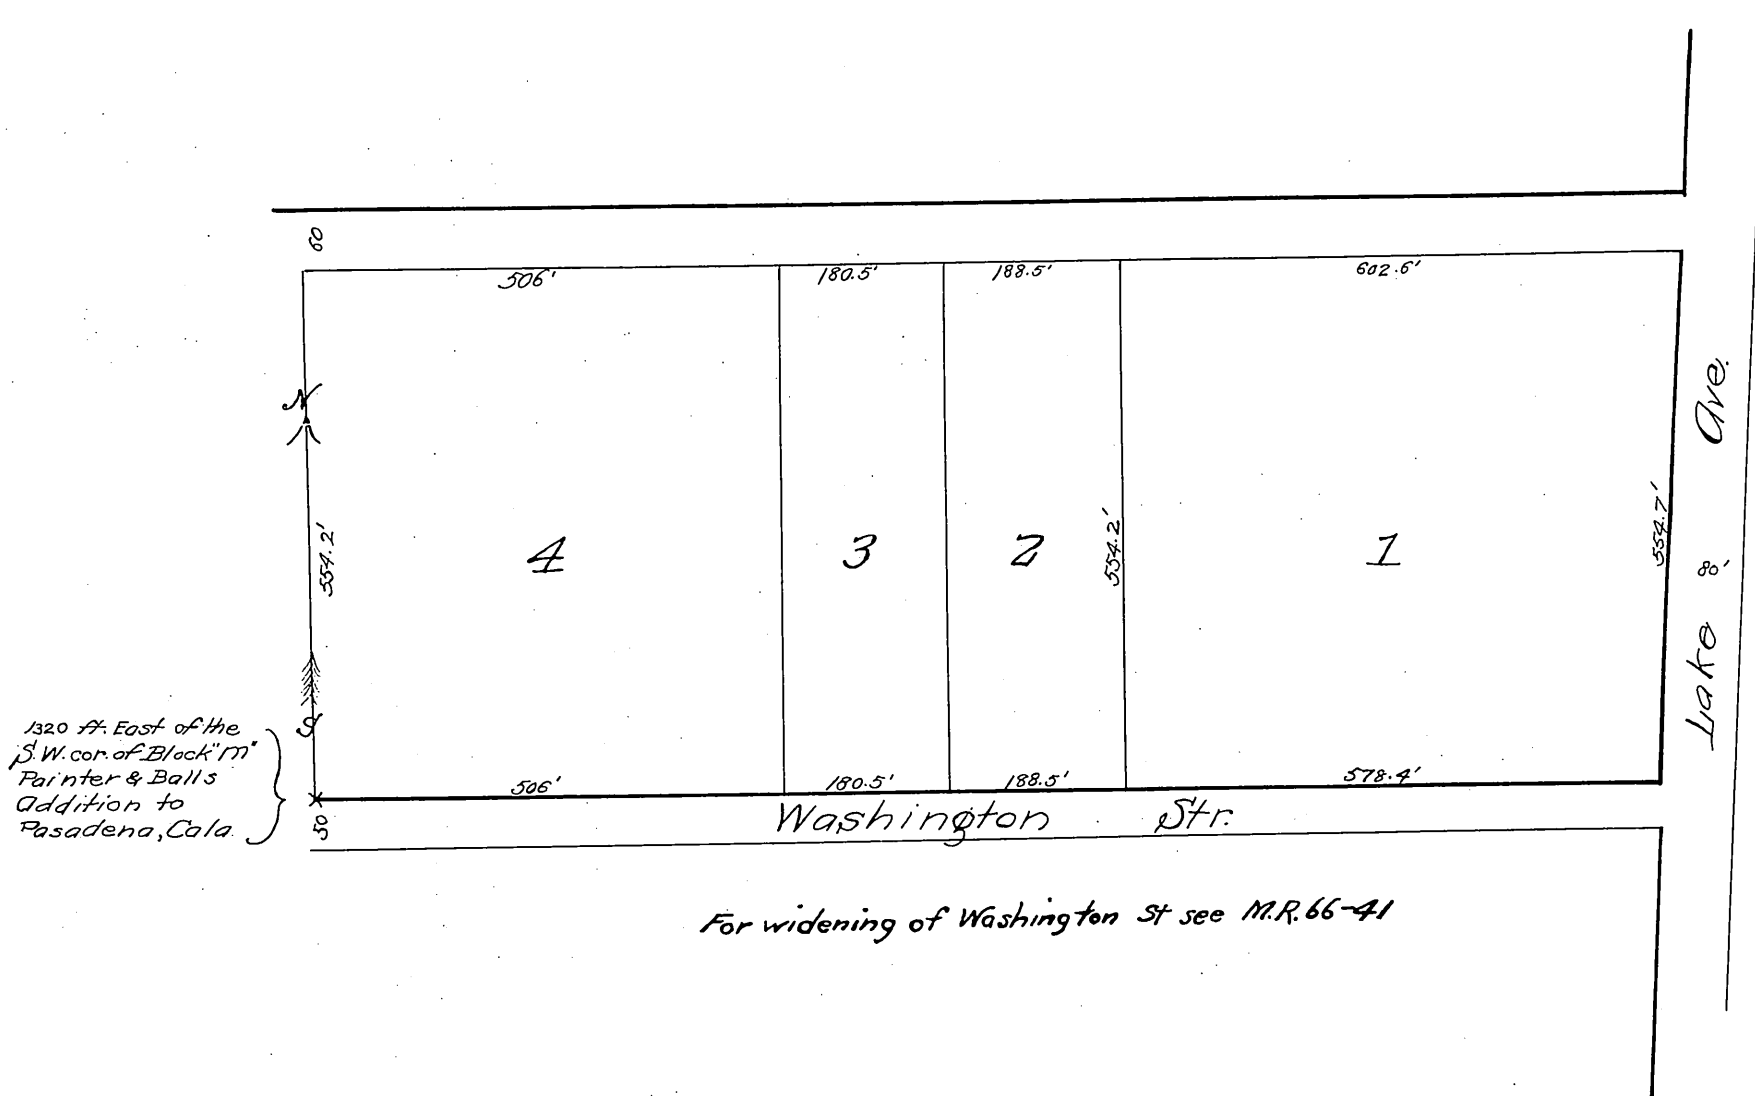 60
506'
180.5'
188.5'
602.6'
N
554.2'
4
3
2
554.2'
1
554.7'
Lake 80' Ave.
S
1320 ft. East of the
S.W. cor. of Block "M"
Painter & Balls
Addition to
Pasadena, Cala.
506'
180.5'
188.5'
578.4'
50
Washington Str.
For widening of Washington St see M.R. 66-41